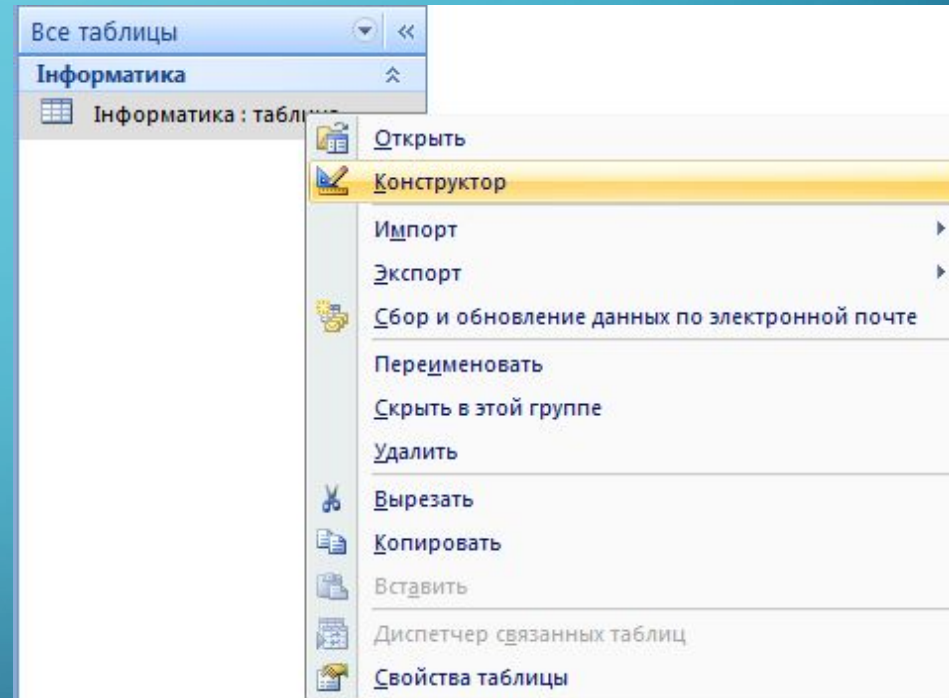 Все таблицы
Інформатика
Інформатика : таблица
Открыть
Конструктор
Импорт
Экспорт
Сбор и обновление данных по электронной почте
Переименовать
Скрыть в этой группе
Удалить
Вырезать
Копировать
Вставить
Диспетчер связанных таблиц
Свойства таблицы